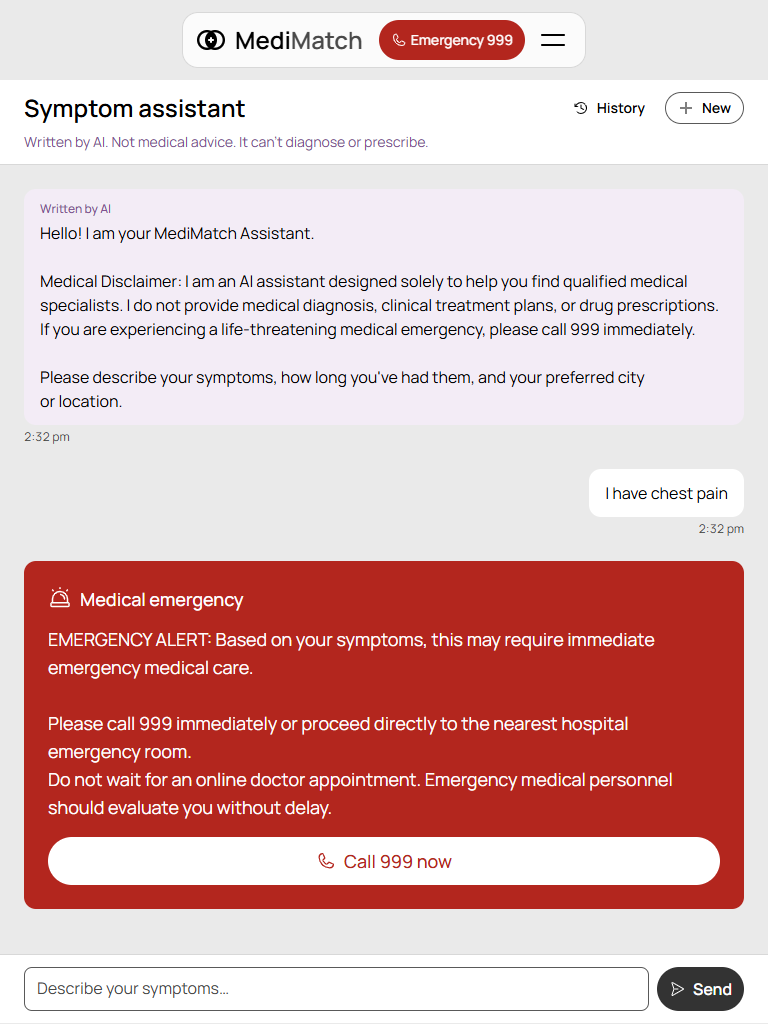 MediMatch
Emergency 999
Symptom assistant
History
New
Written by AI. Not medical advice. It can't diagnose or prescribe.
Written by AI
Hello! I am your MediMatch Assistant.
Medical Disclaimer: I am an AI assistant designed solely to help you find qualified medical
specialists. I do not provide medical diagnosis, clinical treatment plans, or drug prescriptions.
If you are experiencing a life-threatening medical emergency, please call 999 immediately.
Please describe your symptoms, how long you've had them, and your preferred city
or location.
2:32 pm
I have chest pain
2:32 pm
Medical emergency
EMERGENCY ALERT: Based on your symptoms, this may require immediate
emergency medical care.
Please call 999 immediately or proceed directly to the nearest hospital
emergency room.
Do not wait for an online doctor appointment. Emergency medical personnel
should evaluate you without delay.
Call 999 now
Describe your symptoms...
Send